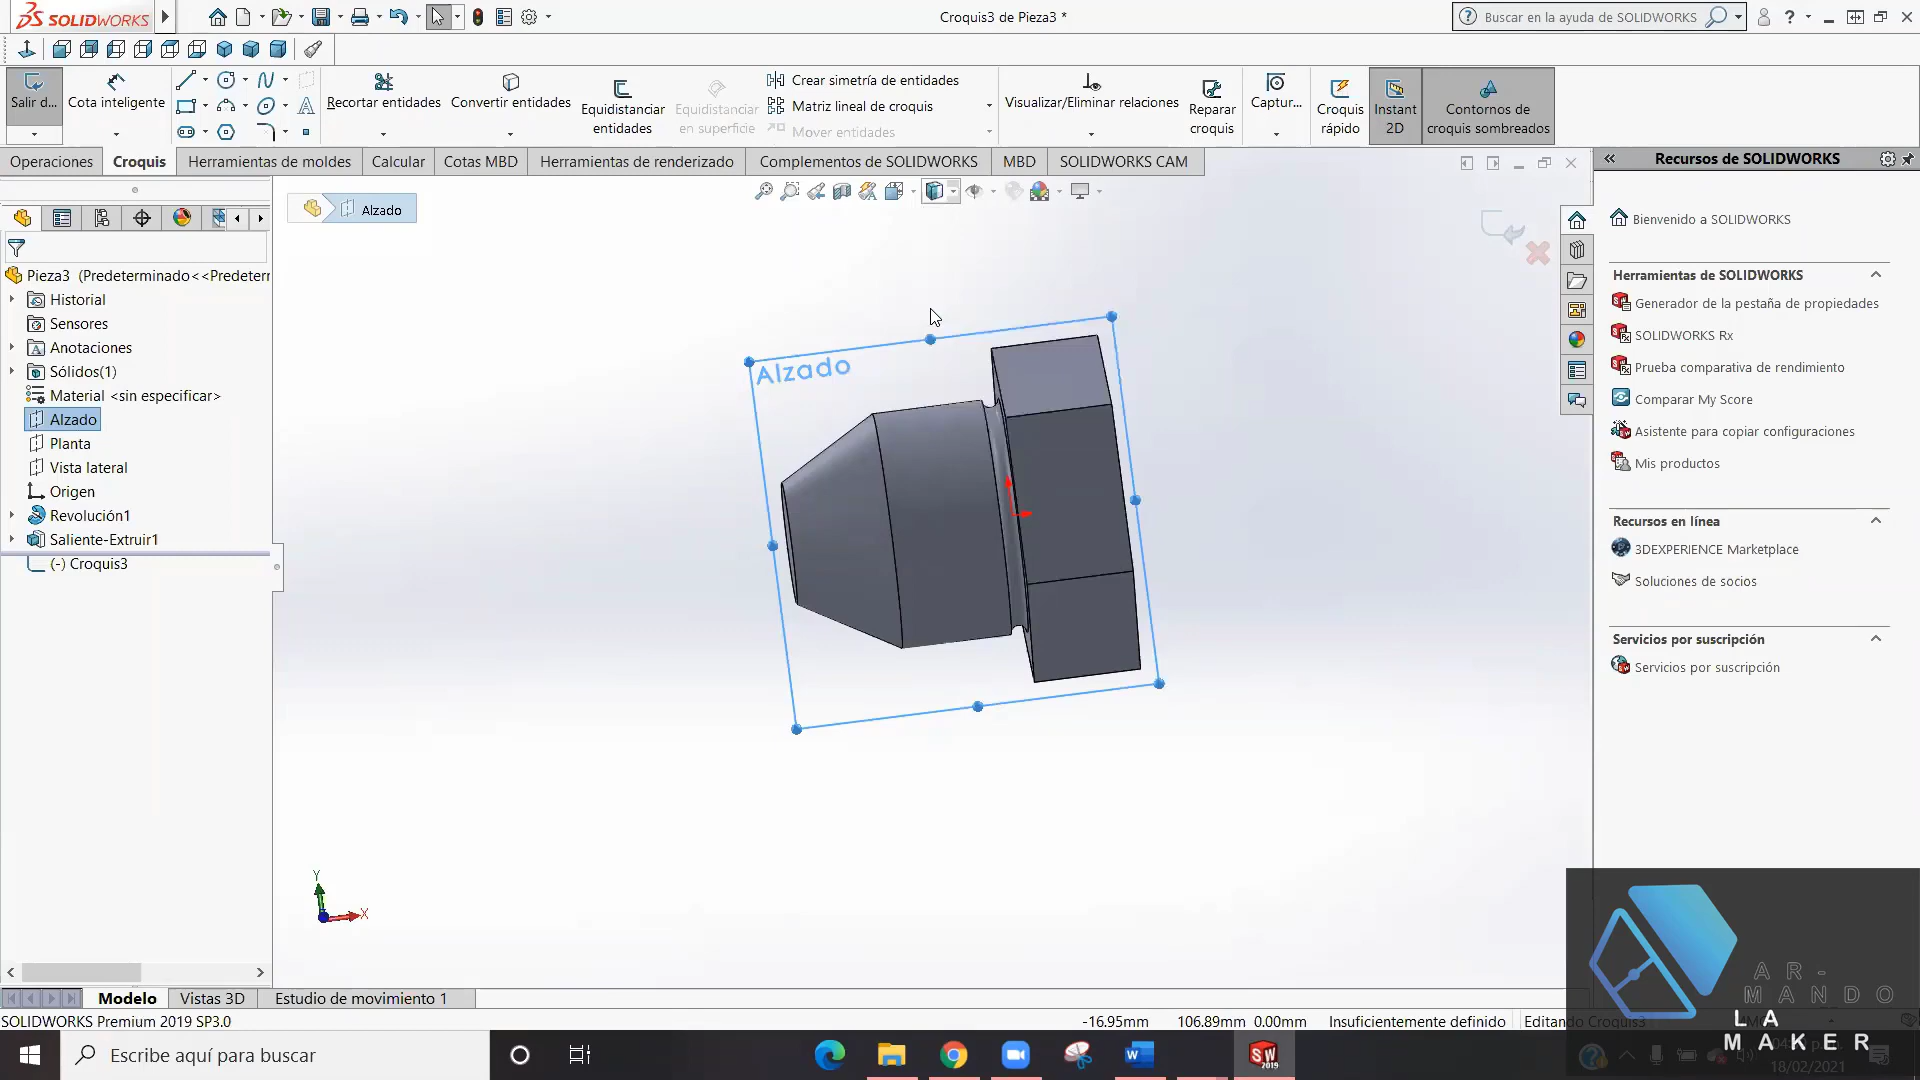 SOLIDWORKS
Croquis3 de Pieza3 *
Buscar en la ayuda de SOLIDWORKS
?
Salir d...
Cota inteligente
Recortar entidades
Convertir entidades
Equidistanciar
entidades
Equidistanciar
en superficie
Crear simetría de entidades
Matriz lineal de croquis
Mover entidades
Visualizar/Eliminar relaciones
Reparar
croquis
Captur...
Croquis
rápido
Instant
2D
Contornos de
croquis sombreados
Operaciones
Croquis
Herramientas de moldes
Calcular
Cotas MBD
Herramientas de renderizado
Complementos de SOLIDWORKS
MBD
SOLIDWORKS CAM
Recursos de SOLIDWORKS
Alzado
Pieza3 (Predeterminado<<Predeterr
Historial
Sensores
Anotaciones
Sólidos(1)
Material <sin especificar>
Alzado
Planta
Vista lateral
Origen
Revolución1
Saliente-Extruir1
(-) Croquis3
Alzado
Y
X
Bienvenido a SOLIDWORKS
Herramientas de SOLIDWORKS
Generador de la pestaña de propiedades
SOLIDWORKS Rx
Prueba comparativa de rendimiento
Comparar My Score
Asistente para copiar configuraciones
Mis productos
Recursos en línea
3DEXPERIENCE Marketplace
Soluciones de socios
Servicios por suscripción
Servicios por suscripción
AR-
MANDO
LA
MAKER
Modelo
Vistas 3D
Estudio de movimiento 1
SOLIDWORKS Premium 2019 SP3.0
-16.95mm
106.89mm
0.00mm
Insuficientemente definido
Editando Croquis3
Escribe aquí para buscar
SW
2019
18/02/2021